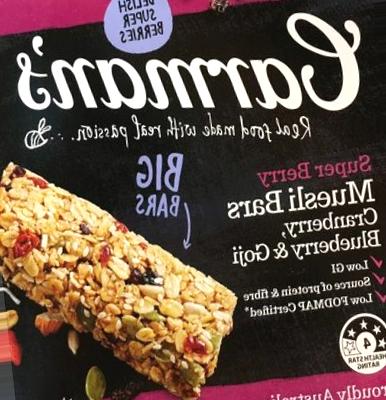 DELISH
SUPER
BERRIES
Carman's
Real food made with real passion.
BIG
BARS
Super Berry
Muesli Bars
Cranberry,
Blueberry & Goji
Low GI
Source of protein & fibre
Low FODMAP Certified*
4
HEALTH STAR
RATING